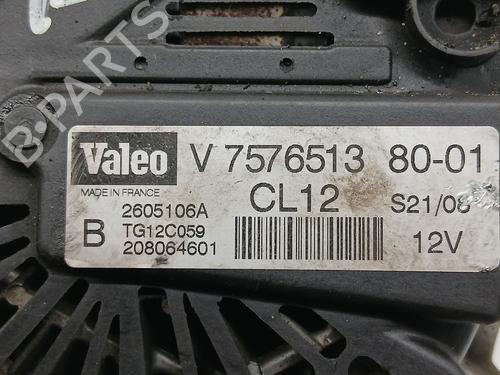 B-PARTS
Valeo V 7576513 80-01
MADE IN FRANCE CL12 S21/08
2605106A
B TG12C059 12V
208064601